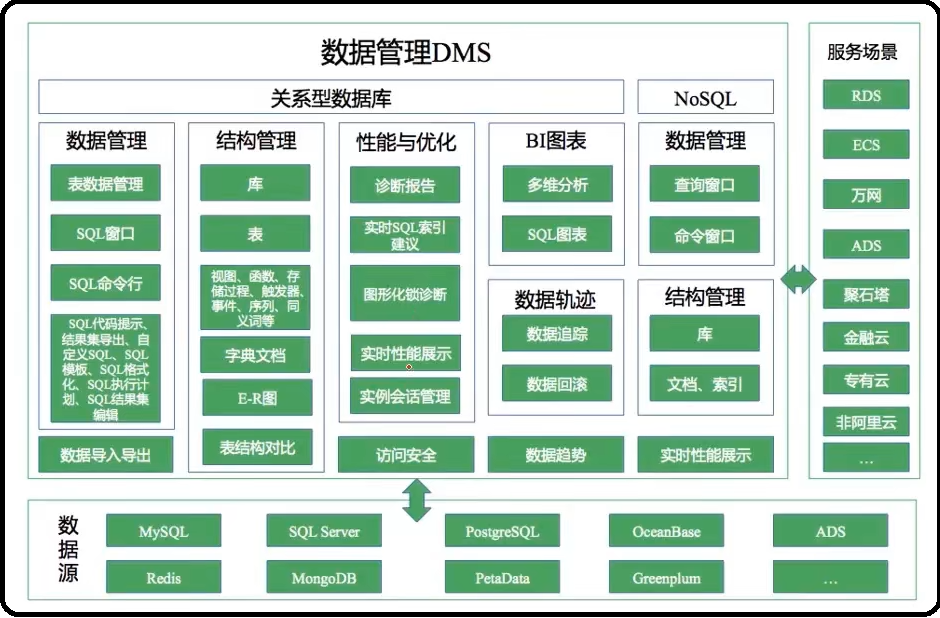 数据管理DMS
关系型数据库
NoSQL
数据管理
表数据管理
SQL窗口
SQL命令行
SQL代码提示、
结果集导出、自
定义SQL、SQL
模板、SQL格式
化、SQL执行计
划、SQL结果集
编辑
数据导入导出
结构管理
库
表
视图、函数、存
储过程、触发器、
事件、序列、同
义词等
字典文档
E-R图
表结构对比
性能与优化
诊断报告
实时SQL索引
建议
图形化锁诊断
实时性能展示
实例会话管理
访问安全
BI图表
多维分析
SQL图表
数据轨迹
数据追踪
数据回滚
数据趋势
数据管理
查询窗口
命令窗口
结构管理
库
文档、索引
实时性能展示
服务场景
RDS
ECS
万网
ADS
聚石塔
金融云
专有云
非阿里云
…
数据源
MySQL
SQL Server
PostgreSQL
OceanBase
ADS
Redis
MongoDB
PetaData
Greenplum
…